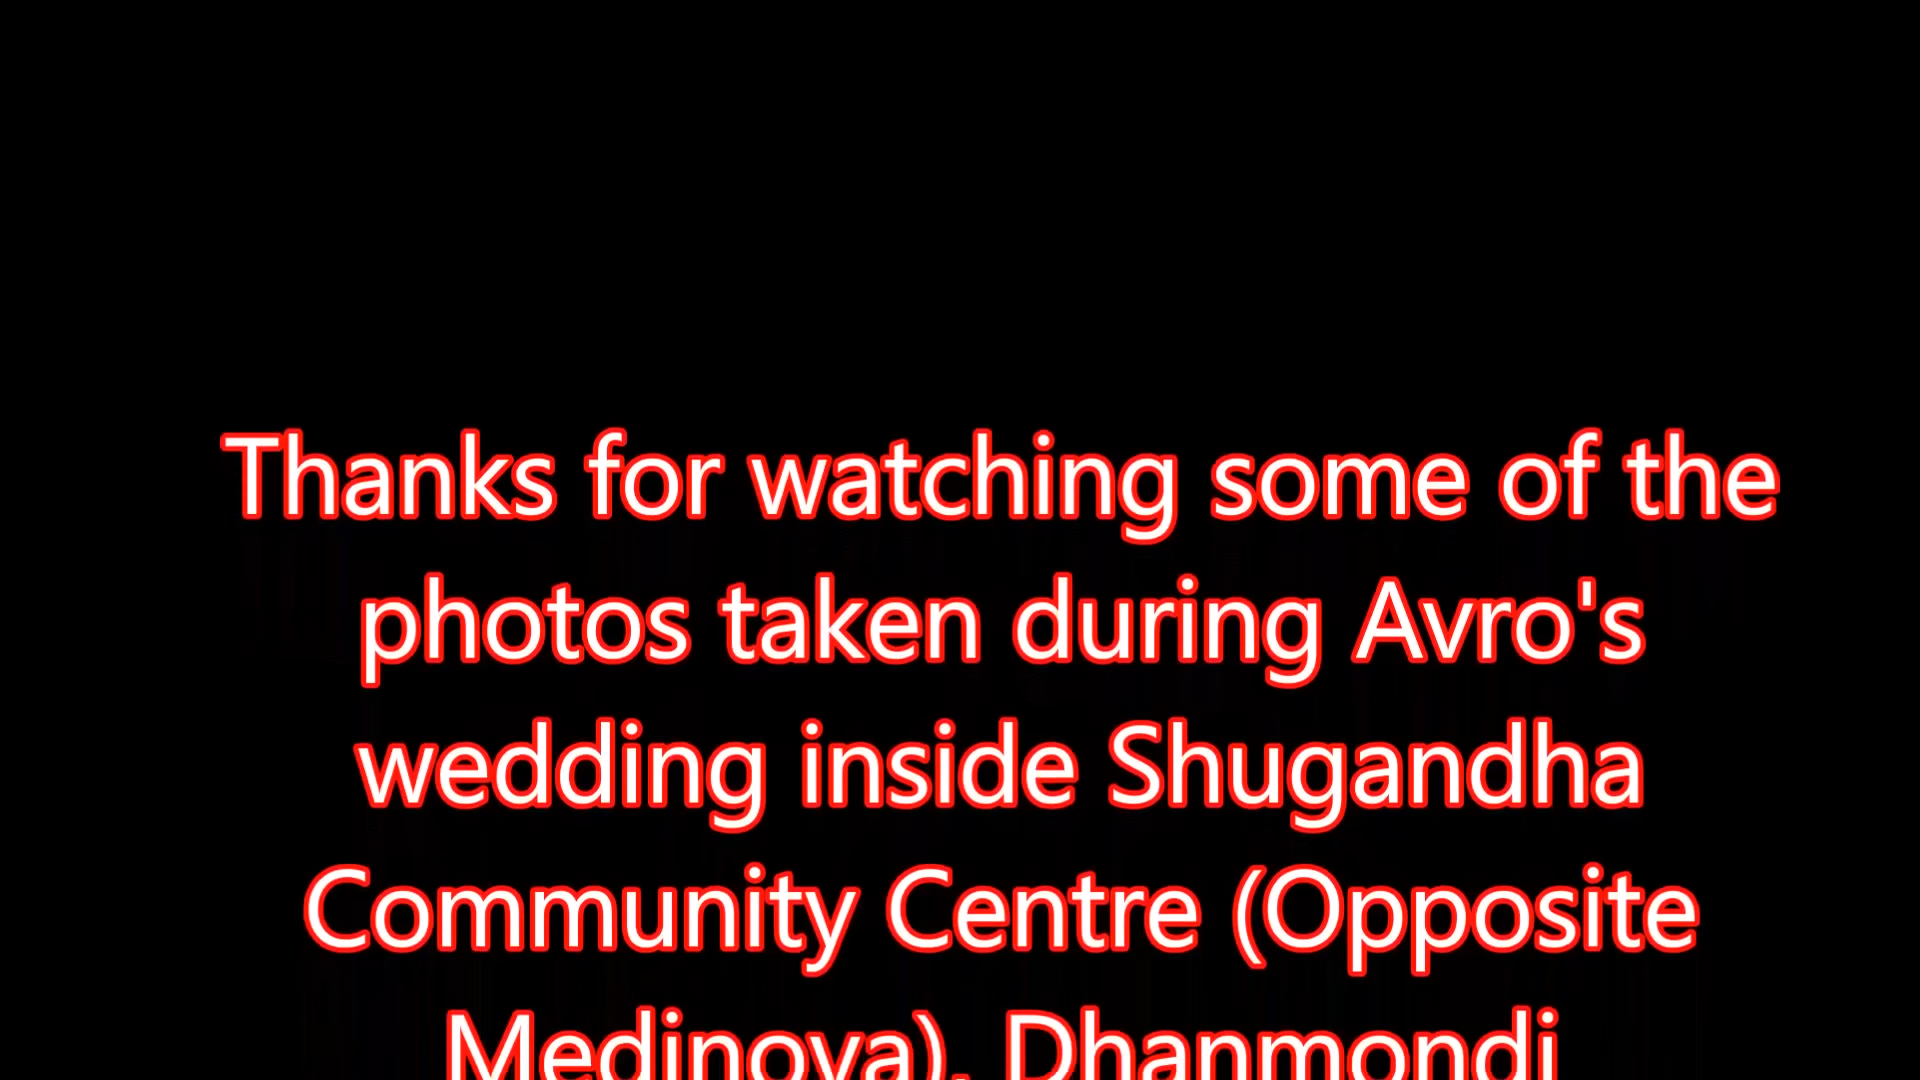 Thanks for watching some of the
photos taken during Avro's
wedding inside Shugandha
Community Centre (Opposite
Medinova), Dhanmondi